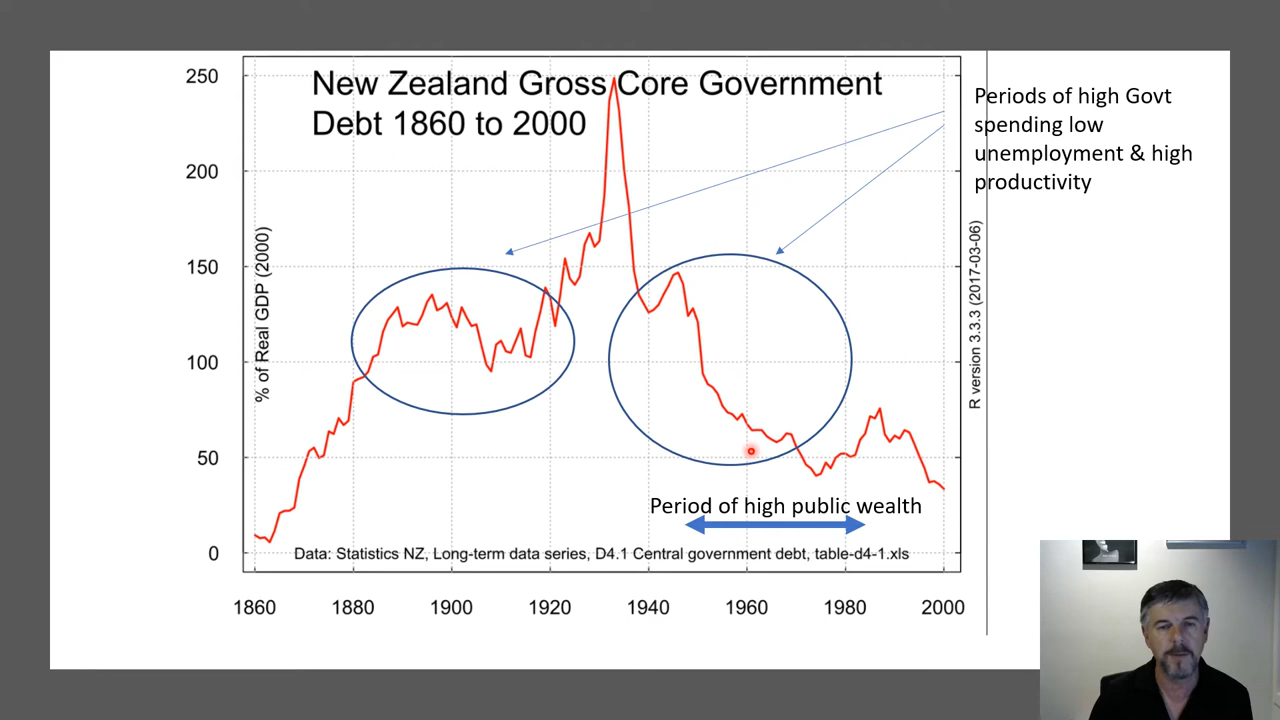 New Zealand Gross Core Government
Debt 1860 to 2000
Periods of high Govt
spending low
unemployment & high
productivity
250
200
150
100
50
0
% of Real GDP (2000)
R version 3.3.3 (2017-03-06)
Period of high public wealth
Data: Statistics NZ, Long-term data series, D4.1 Central government debt, table-d4-1.xls
1860 1880 1900 1920 1940 1960 1980 2000